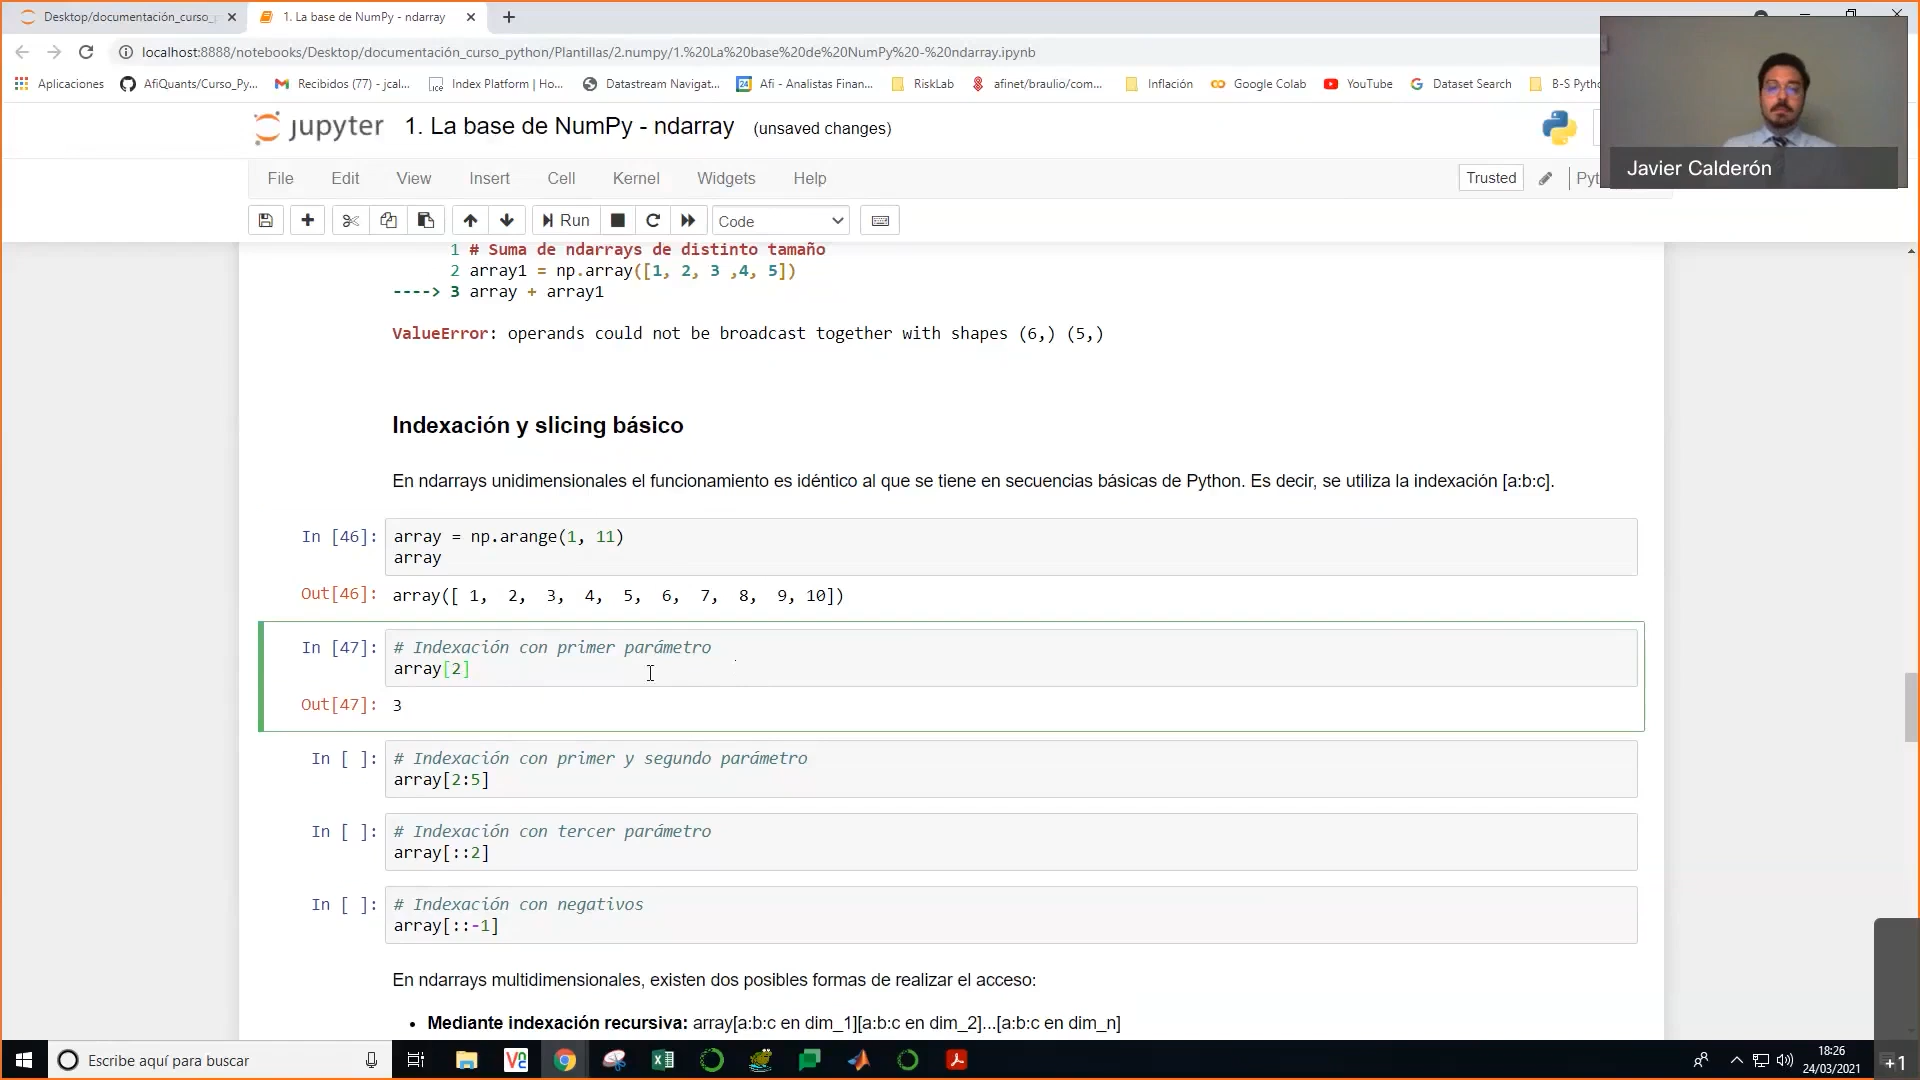 Desktop/documentación_curso_p
1. La base de NumPy - ndarray
localhost:8888/notebooks/Desktop/documentación_curso_python/Plantillas/2.numpy/1.%20La%20base%20de%20NumPy%20-%20ndarray.ipynb
Aplicaciones
AfiQuants/Curso_Py...
Recibidos (77) - jcal...
Index Platform | Ho...
Datastream Navigat...
Afi - Analistas Finan...
RiskLab
afinet/braulio/com...
Inflación
Google Colab
YouTube
Dataset Search
B-S Pytho
Javier Calderón
jupyter
1. La base de NumPy - ndarray
(unsaved changes)
File Edit View Insert Cell Kernel Widgets Help
Trusted
Pyt
Run
Code
1 # Suma de ndarrays de distinto tamaño
2 array1 = np.array([1, 2, 3 ,4, 5])
----> 3 array + array1
ValueError: operands could not be broadcast together with shapes (6,) (5,)
Indexación y slicing básico
En ndarrays unidimensionales el funcionamiento es idéntico al que se tiene en secuencias básicas de Python. Es decir, se utiliza la indexación [a:b:c].
In [46]: array = np.arange(1, 11)
array
Out[46]: array([ 1, 2, 3, 4, 5, 6, 7, 8, 9, 10])
In [47]: # Indexación con primer parámetro
array[2]
Out[47]: 3
In [ ]: # Indexación con primer y segundo parámetro
array[2:5]
In [ ]: # Indexación con tercer parámetro
array[::2]
In [ ]: # Indexación con negativos
array[::-1]
En ndarrays multidimensionales, existen dos posibles formas de realizar el acceso:
• Mediante indexación recursiva: array[a:b:c en dim_1][a:b:c en dim_2]...[a:b:c en dim_n]
Escribe aquí para buscar
18:26
24/03/2021
+1